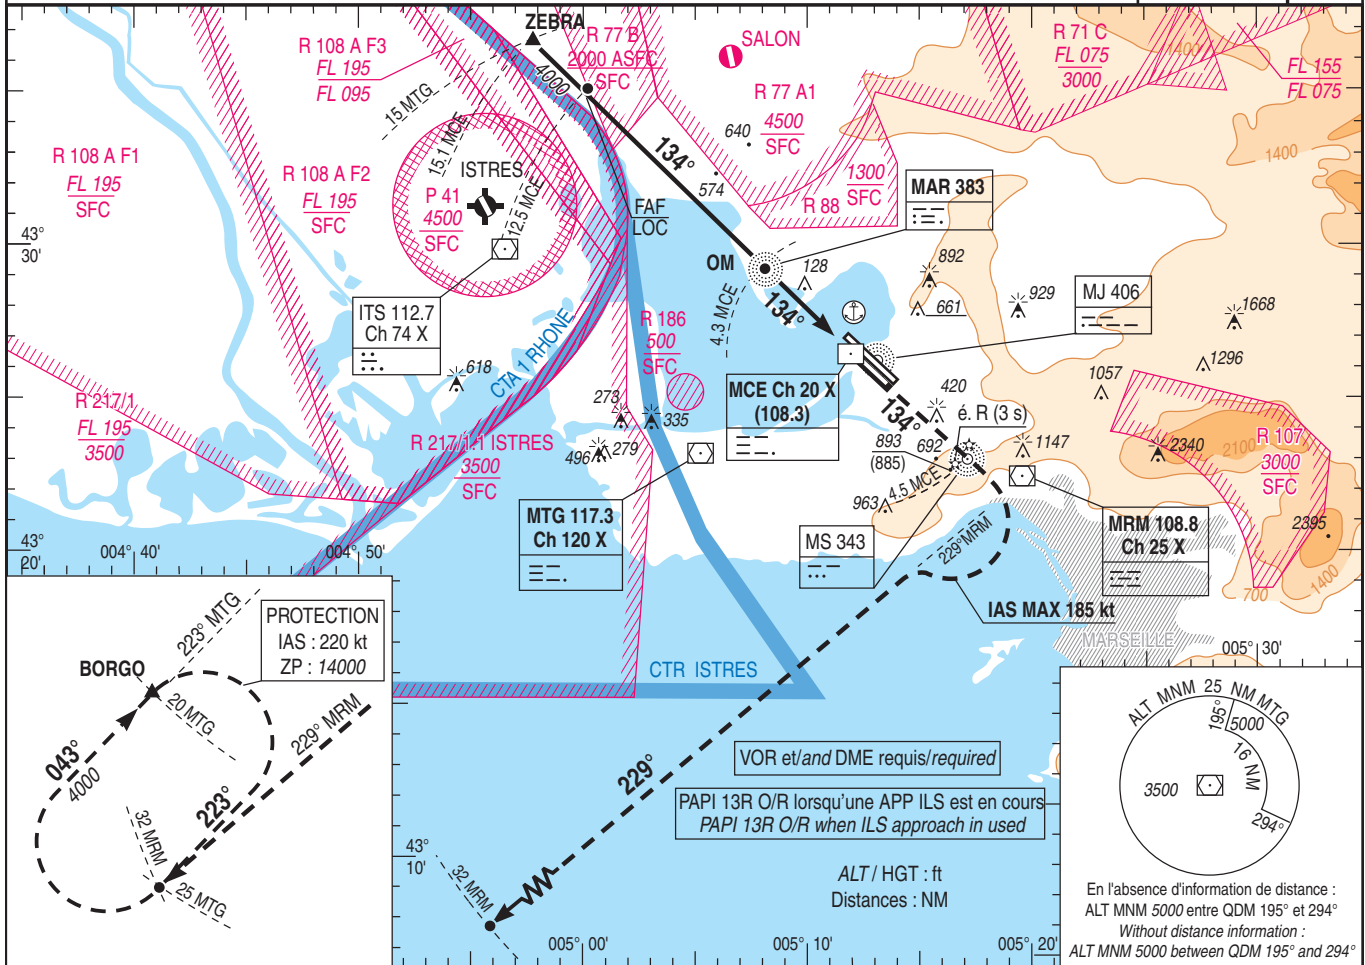 ZEBRA
R 77 B
2000 ASFC
SFC
SALON
R 71 C
FL 075
3000
1400
FL 155
FL 075
R 108 A F3
FL 195
FL 095
15 MTG
4000
15.1 MCE
R 77 A1
4500
SFC
640
134°
574
1400
R 108 A F1
FL 195
SFC
R 108 A F2
FL 195
SFC
ISTRES
P 41
4500
SFC
12.5 MCE
FAF
LOC
1300
SFC
R 88
MAR 383
43°
30'
OM
128
892
661
929
MJ 406
1668
ITS 112.7
Ch 74 X
4.3 MCE
134°
R 186
500
SFC
CTA 1 RHONE
618
1296
1057
MCE Ch 20 X
(108.3)
420
134°
é. R (3 s)
273
335
R 217/1
FL 195
3500
R 217/1.1 ISTRES
3500
SFC
496
279
893
(885)
692
1147
2340
2100
R 107
3000
SFC
4.5 MCE
963
MTG 117.3
Ch 120 X
MS 343
229° MRM
MRM 108.8
Ch 25 X
2395
43°
20'
004° 40'
004° 50'
IAS MAX 185 kt
700
1400
MARSEILLE
005° 30'
PROTECTION
IAS : 220 kt
ZP : 14000
223° MTG
BORGO
20 MTG
229° MRM
043°
4000
223°
32 MRM
25 MTG
CTR ISTRES
229°
VOR et/and DME requis/required
PAPI 13R O/R lorsqu'une APP ILS est en cours
PAPI 13R O/R when ILS approach in used
ALT / HGT : ft
Distances : NM
43°
10'
32 MRM
005° 00'
005° 10'
005° 20'
ALT MNM 25 NM MTG
195°
5000
16 NM
3500
294°
En l'absence d'information de distance :
ALT MNM 5000 entre QDM 195° et 294°
Without distance information :
ALT MNM 5000 between QDM 195° and 294°